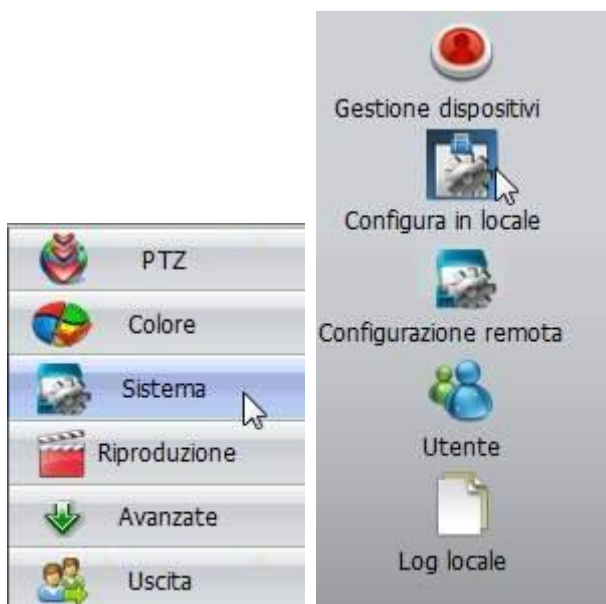 PTZ
Colore
Sistema
Riproduzione
Avanzate
Uscita
Gestione dispositivi
Configura in locale
Configurazione remota
Utente
Log locale